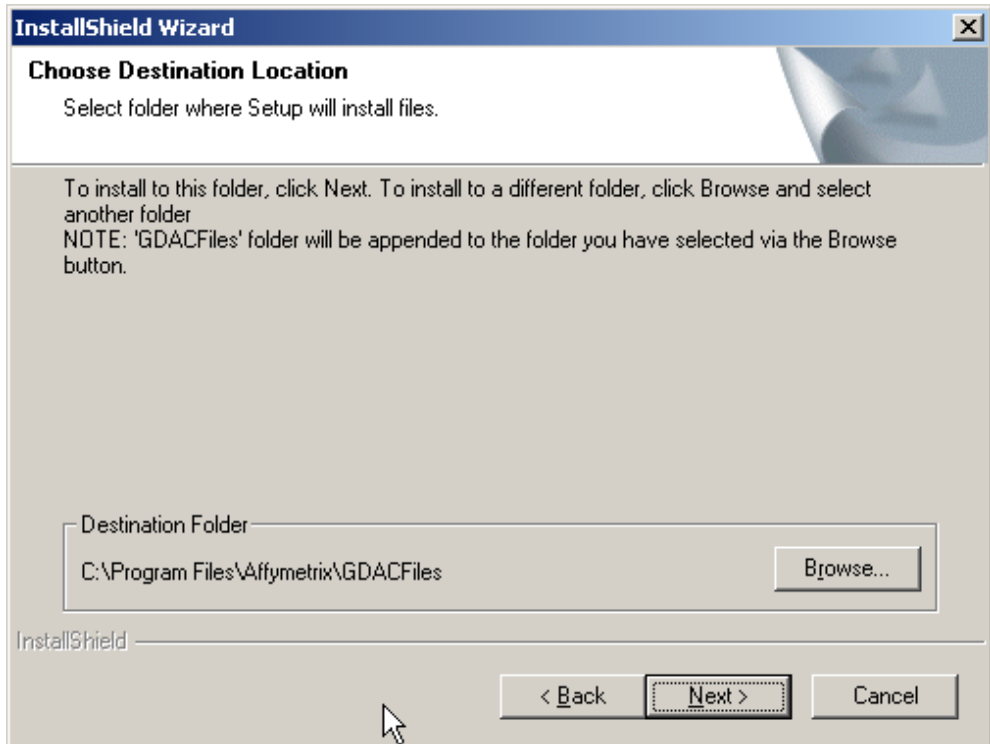 InstallShield Wizard
Choose Destination Location
Select folder where Setup will install files.
To install to this folder, click Next. To install to a different folder, click Browse and select
another folder
NOTE: 'GDACFiles' folder will be appended to the folder you have selected via the Browse
button.
Destination Folder
C:\Program Files\Affymetrix\GDACFiles
Browse...
InstallShield
< Back
Next >
Cancel